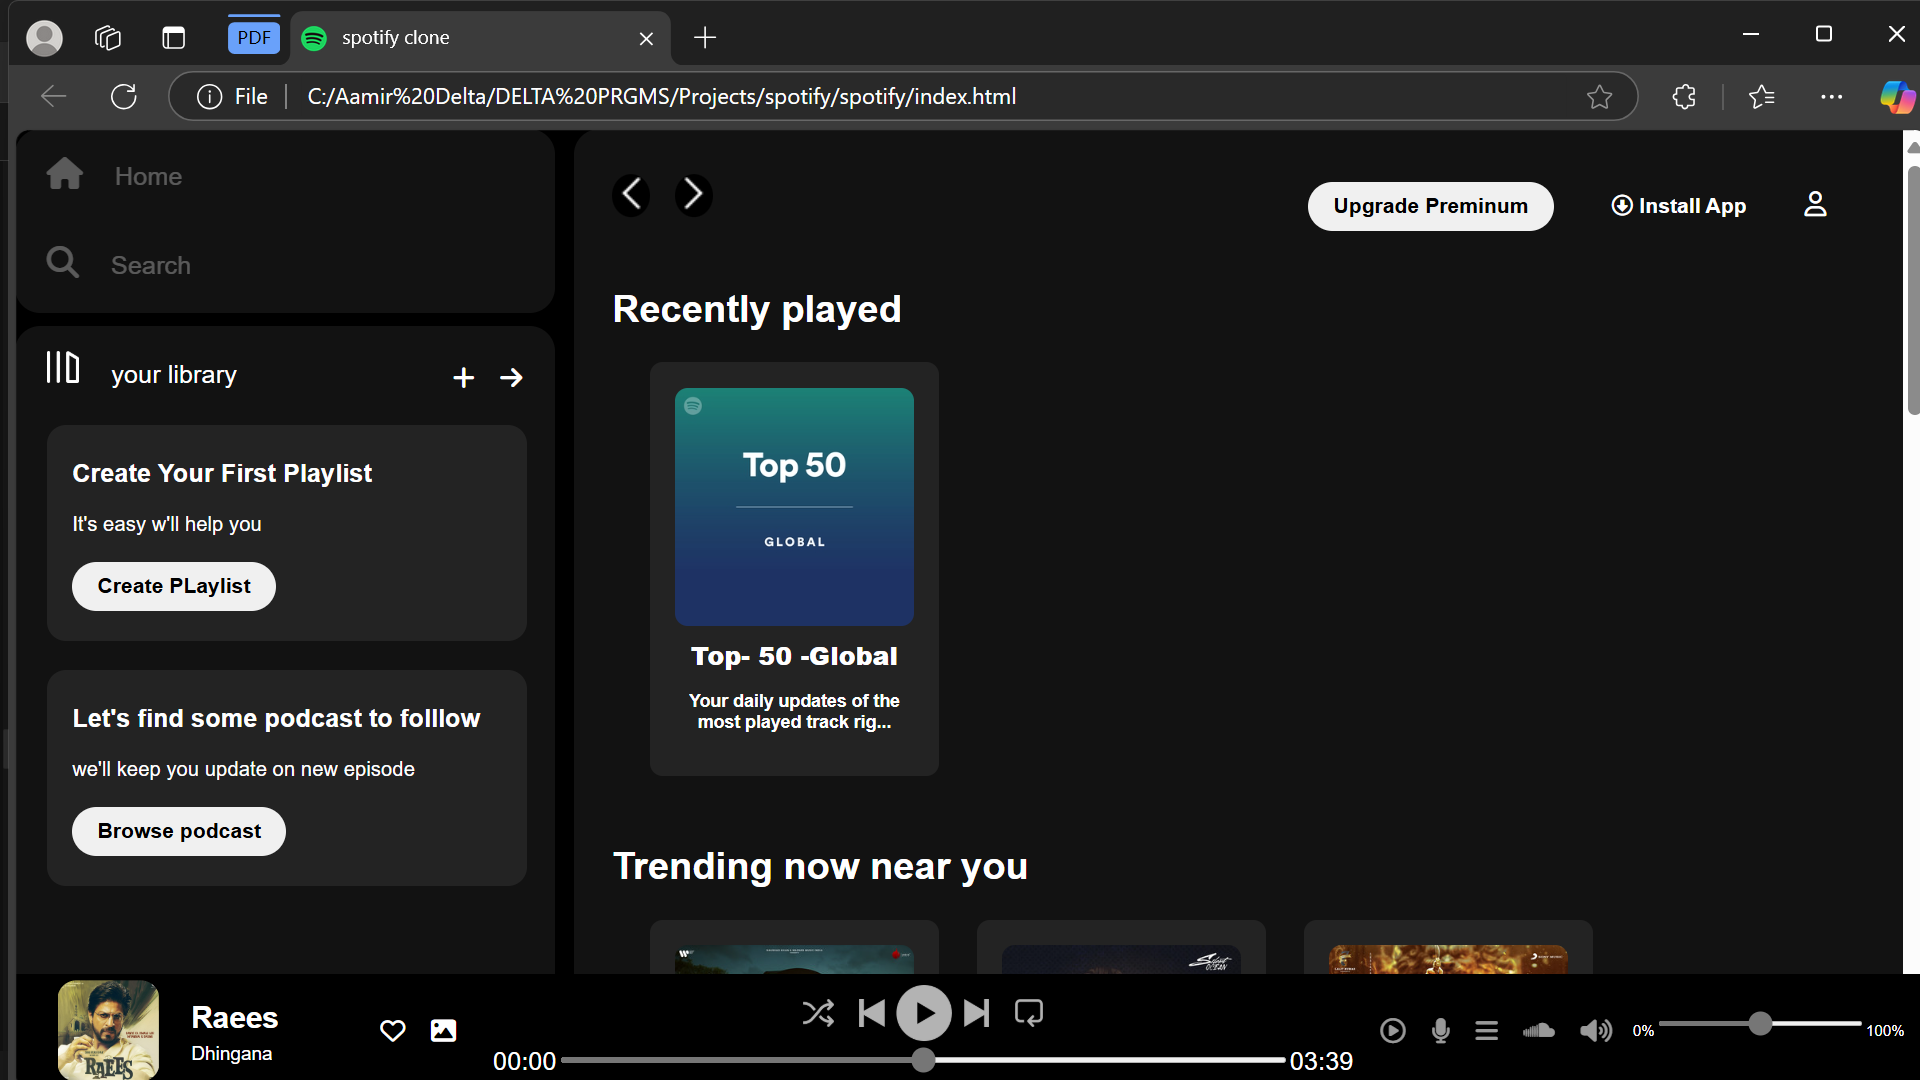 PDF
spotify clone
File
C:/Aamir%20Delta/DELTA%20PRGMS/Projects/spotify/spotify/index.html
Home
Search
your library
Create Your First Playlist
It's easy w'll help you
Create PLaylist
Let's find some podcast to folllow
we'll keep you update on new episode
Browse podcast
Upgrade Preminum
Install App
Recently played
Top 50
GLOBAL
Top- 50 -Global
Your daily updates of the
most played track rig...
Trending now near you
Silent
OCEAN
RAEES
Raees
Dhingana
00:00
03:39
0%
100%